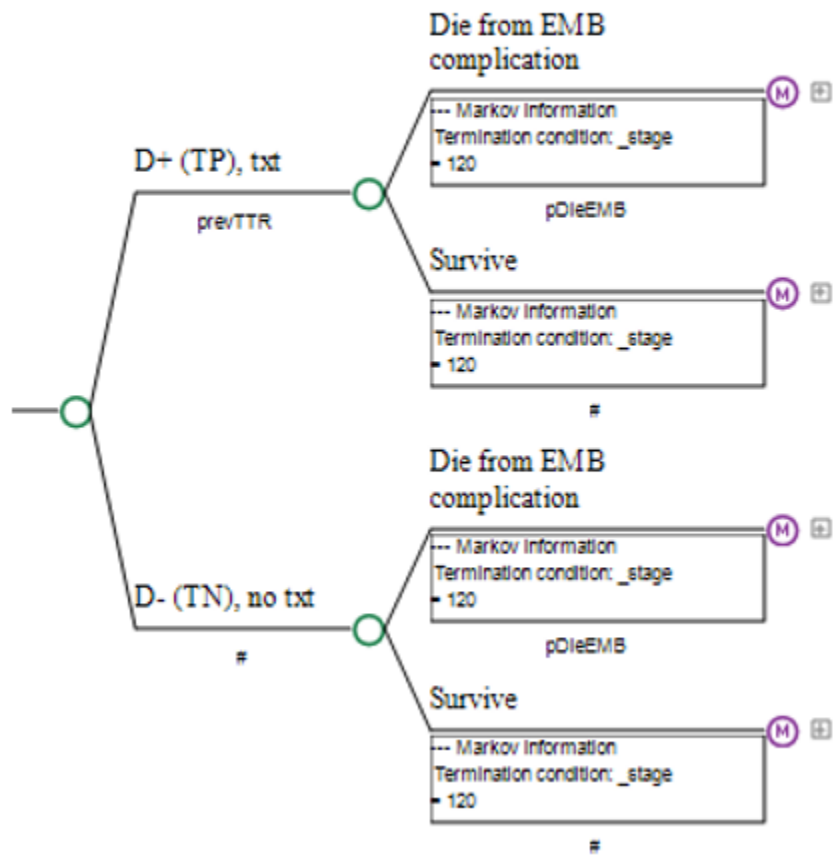 Die from EMB
complication
M
--- Markov Information
Termination condition: _stage
= 120
pDieEMB
D+ (TP), txt
prevTTR
Survive
M
--- Markov Information
Termination condition: _stage
= 120
#
Die from EMB
complication
M
--- Markov Information
Termination condition: _stage
= 120
pDieEMB
D- (TN), no txt
#
Survive
M
--- Markov Information
Termination condition: _stage
= 120
#